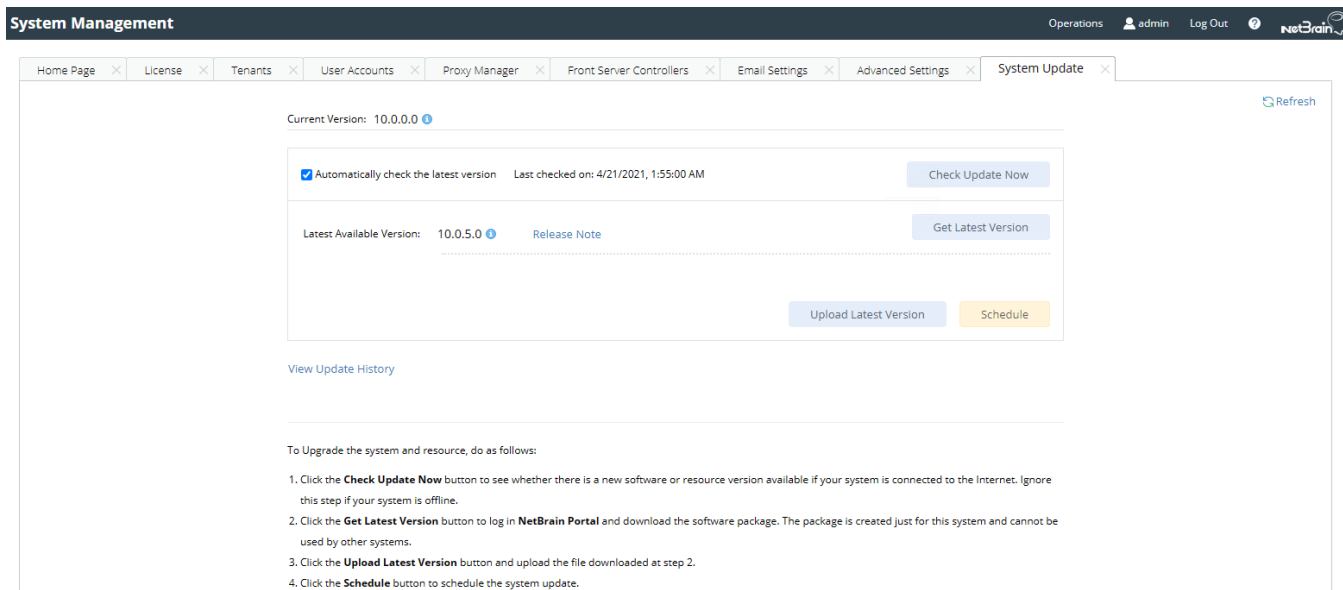 System Management
Operations admin Log Out ? NetBrain
Home Page License Tenants User Accounts Proxy Manager Front Server Controllers Email Settings Advanced Settings System Update
Refresh
Current Version: 10.0.0.0
Automatically check the latest version Last checked on: 4/21/2021, 1:55:00 AM Check Update Now
Latest Available Version: 10.0.5.0 Release Note Get Latest Version
Upload Latest Version Schedule
View Update History
To Upgrade the system and resource, do as follows:
1. Click the Check Update Now button to see whether there is a new software or resource version available if your system is connected to the Internet. Ignore
this step if your system is offline.
2. Click the Get Latest Version button to log in NetBrain Portal and download the software package. The package is created just for this system and cannot be
used by other systems.
3. Click the Upload Latest Version button and upload the file downloaded at step 2.
4. Click the Schedule button to schedule the system update.